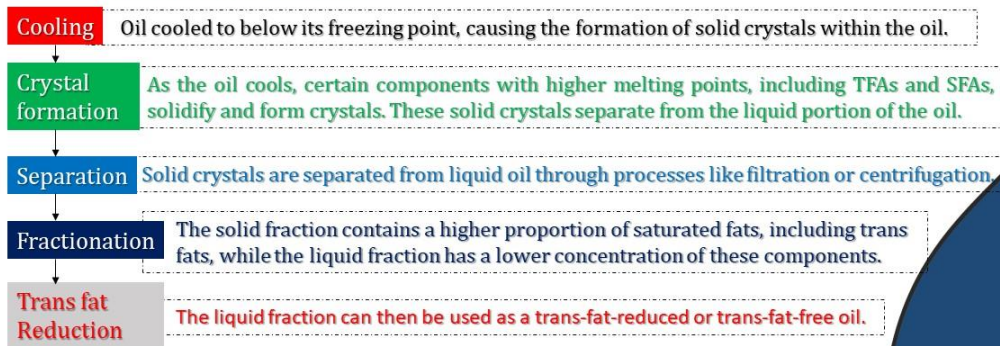 Cooling
Oil cooled to below its freezing point, causing the formation of solid crystals within the oil.
Crystal
formation
As the oil cools, certain components with higher melting points, including TFAs and SFAs,
solidify and form crystals. These solid crystals separate from the liquid portion of the oil.
Separation
Solid crystals are separated from liquid oil through processes like filtration or centrifugation.
Fractionation
The solid fraction contains a higher proportion of saturated fats, including trans
fats, while the liquid fraction has a lower concentration of these components.
Trans fat
Reduction
The liquid fraction can then be used as a trans-fat-reduced or trans-fat-free oil.